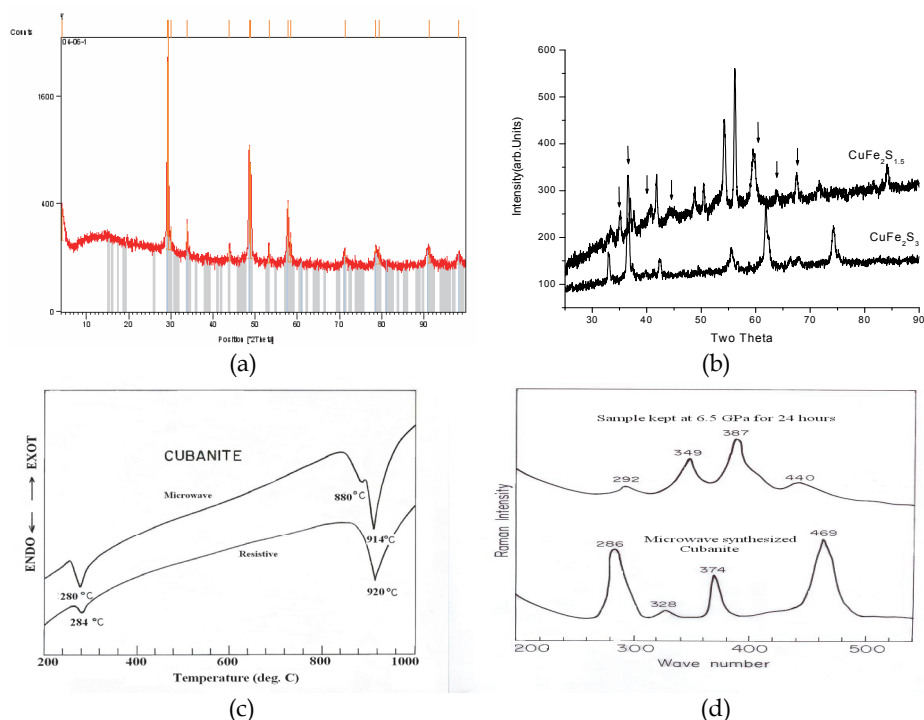 Counts
04-06-1
1600
400
0
10 20 30 40 50 60 70 80 90
Position [°2Theta]
(a)
600
500
400
300
200
100
Intensity(arb.Units)
CuFe2S1.5
CuFe2S3
30 40 50 60 70 80 90
Two Theta
(b)
CUBANITE
ENDO ← → EXOT
Microwave
880°C
914°C
Resistive
280°C
284°C
920°C
200 400 600 800 1000
Temperature (deg. C)
(c)
Sample kept at 6.5 GPa for 24 hours
387
349
292
440
Raman Intensity
Microwave synthesized
Cubanite
286
469
374
328
200 300 400 500
Wave number
(d)